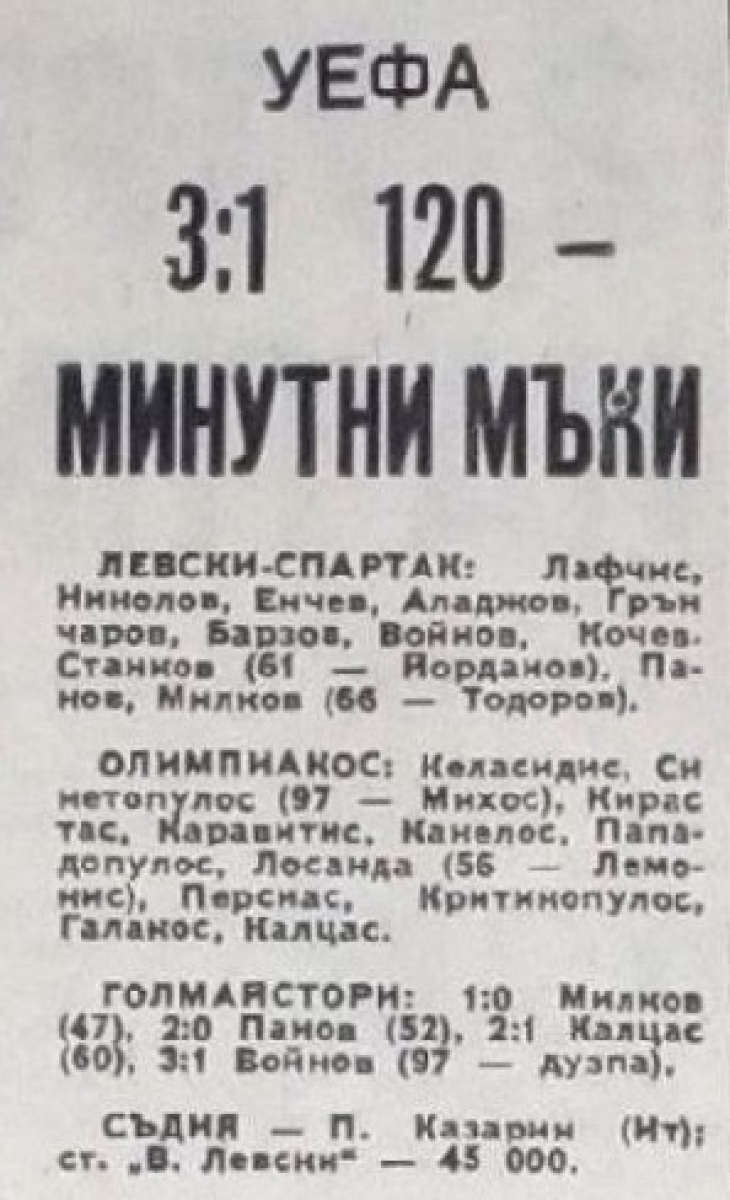 УЕФА
3:1 120 –
МИНУТНИ МЪКИ
ЛЕВСКИ-СПАРТАК: Лафчис,
Николов, Енчев, Аладжов, Грън
чаров, Барзов, Войнов, Кочев.
Станков (61 — Йорданов), Па-
нов, Милков (66 — Тодоров).
ОЛИМПИАКОС: Келасидис, Си
метопулос (97 — Михос), Кирас
тас, Каравитис, Канелос, Папа-
допулос, Лосанда (56 — Лемо-
нис), Персиас, Критикопулос,
Галакос, Калцас.
ГОЛМАЙСТОРИ: 1:0 Милков
(47), 2:0 Панов (52), 2:1 Калцас
(60), 3:1 Войнов (97 — дузпа).
СЪДИЯ — П. Казарин (Ит);
ст. „В. Левски“ — 45 000.